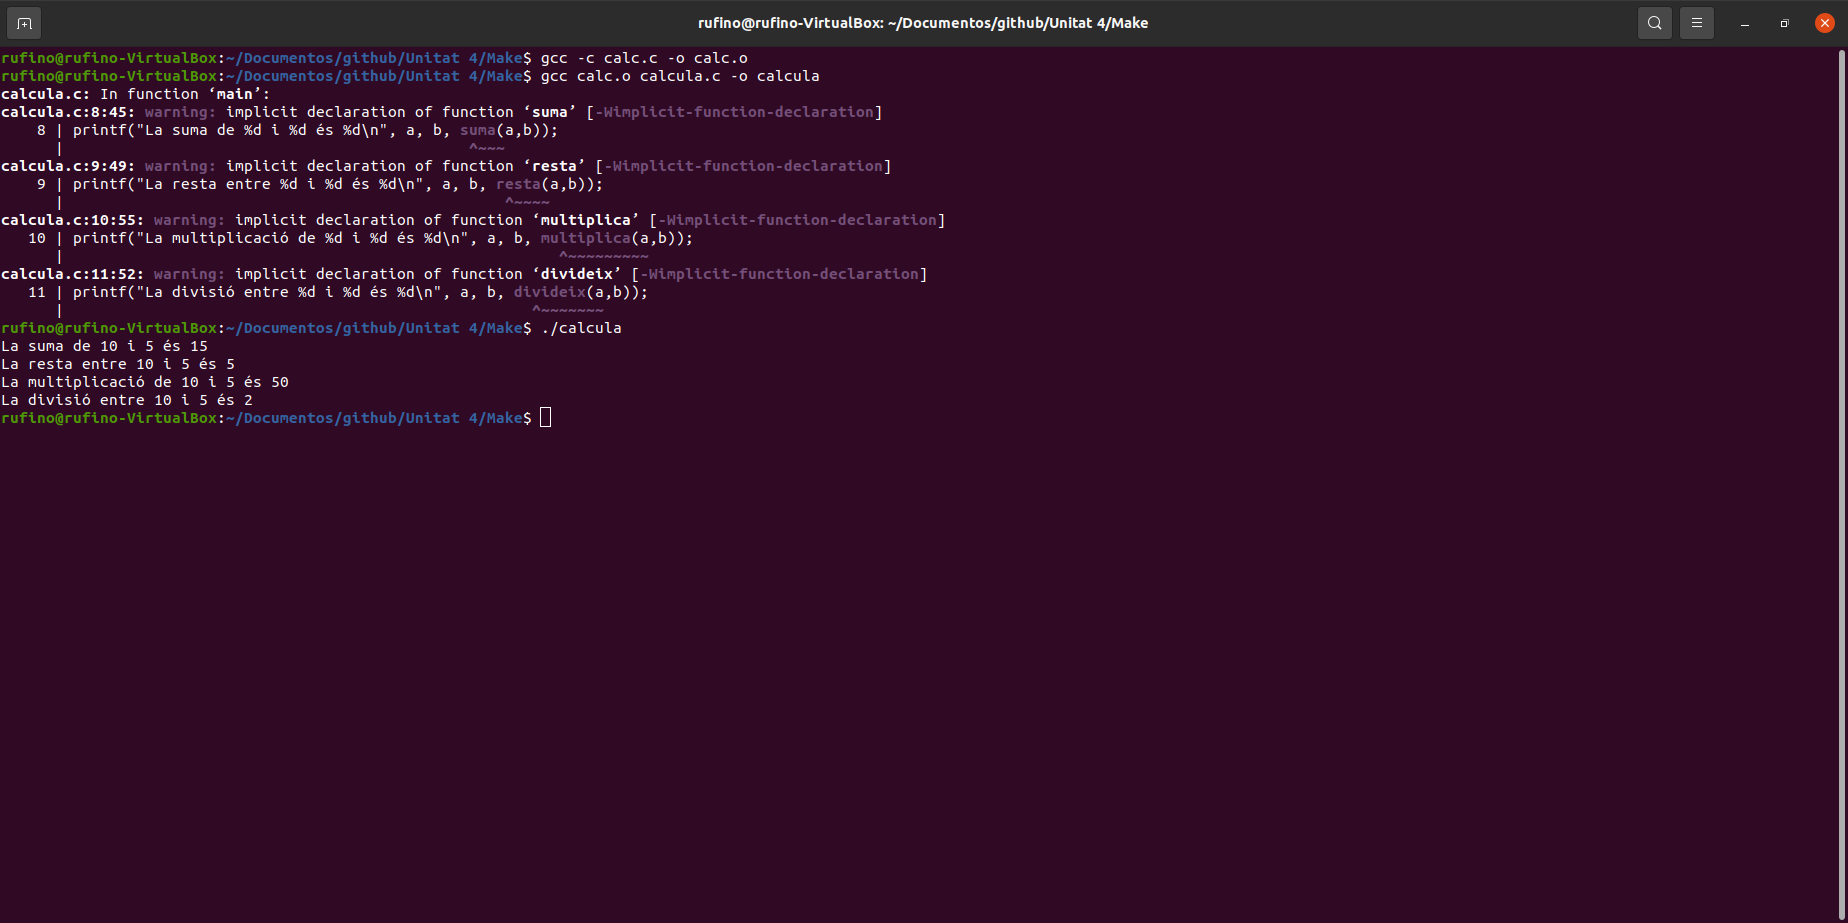 rufino@rufino-VirtualBox: ~/Documentos/github/Unitat 4/Make
rufino@rufino-VirtualBox:~/Documentos/github/Unitat 4/Make$ gcc -c calc.c -o calc.o
rufino@rufino-VirtualBox:~/Documentos/github/Unitat 4/Make$ gcc calc.o calcula.c -o calcula
calcula.c: In function ‘main’:
calcula.c:8:45: warning: implicit declaration of function ‘suma’ [-Wimplicit-function-declaration]
    8 | printf("La suma de %d i %d és %d\n", a, b, suma(a,b));
      |                                             ^~~~
calcula.c:9:49: warning: implicit declaration of function ‘resta’ [-Wimplicit-function-declaration]
    9 | printf("La resta entre %d i %d és %d\n", a, b, resta(a,b));
      |                                                 ^~~~~
calcula.c:10:55: warning: implicit declaration of function ‘multiplica’ [-Wimplicit-function-declaration]
   10 | printf("La multiplicació de %d i %d és %d\n", a, b, multiplica(a,b));
      |                                                       ^~~~~~~~~~
calcula.c:11:52: warning: implicit declaration of function ‘divideix’ [-Wimplicit-function-declaration]
   11 | printf("La divisió entre %d i %d és %d\n", a, b, divideix(a,b));
      |                                                    ^~~~~~~~
rufino@rufino-VirtualBox:~/Documentos/github/Unitat 4/Make$ ./calcula
La suma de 10 i 5 és 15
La resta entre 10 i 5 és 5
La multiplicació de 10 i 5 és 50
La divisió entre 10 i 5 és 2
rufino@rufino-VirtualBox:~/Documentos/github/Unitat 4/Make$